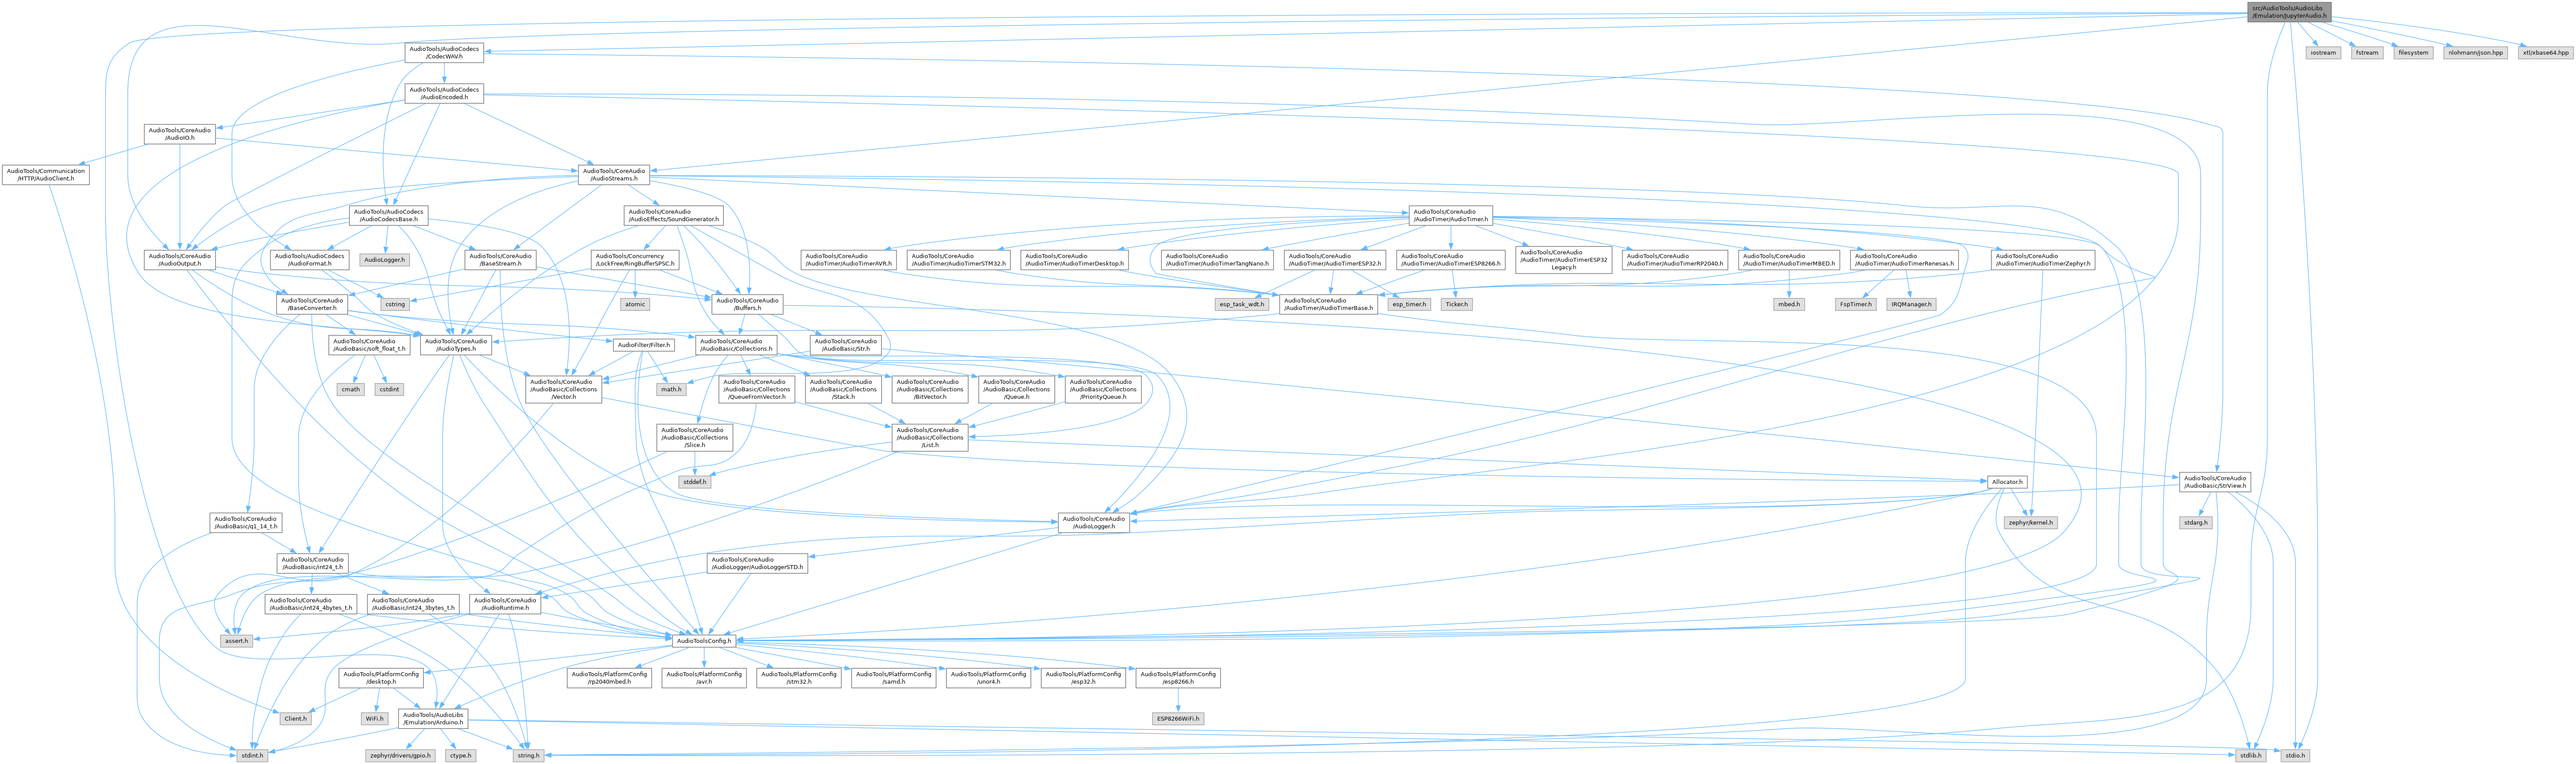 src/AudioTools/AudioLibs
/Emulation/JupyterAudio.h
AudioTools/AudioCodecs
/CodecWAV.h
iostream
fstream
filesystem
nlohmann/json.hpp
xtl/xbase64.hpp
AudioTools/AudioCodecs
/AudioEncoded.h
AudioTools/CoreAudio
/AudioIO.h
AudioTools/Communication
/HTTP/AudioClient.h
AudioTools/CoreAudio
/AudioStreams.h
AudioTools/AudioCodecs
/AudioCodecsBase.h
AudioTools/CoreAudio
/AudioEffects/SoundGenerator.h
AudioTools/CoreAudio
/AudioTimer/AudioTimer.h
AudioTools/CoreAudio
/AudioOutput.h
AudioTools/AudioCodecs
/AudioFormat.h
AudioLogger.h
AudioTools/CoreAudio
/BaseStream.h
AudioTools/Concurrency
/LockFree/RingBufferSPSC.h
AudioTools/CoreAudio
/AudioTimer/AudioTimerAVR.h
AudioTools/CoreAudio
/AudioTimer/AudioTimerSTM32.h
AudioTools/CoreAudio
/AudioTimer/AudioTimerDesktop.h
AudioTools/CoreAudio
/AudioTimer/AudioTimerTangNano.h
AudioTools/CoreAudio
/AudioTimer/AudioTimerESP32.h
AudioTools/CoreAudio
/AudioTimer/AudioTimerESP8266.h
AudioTools/CoreAudio
/AudioTimer/AudioTimerESP32
Legacy.h
AudioTools/CoreAudio
/AudioTimer/AudioTimerRP2040.h
AudioTools/CoreAudio
/AudioTimer/AudioTimerMBED.h
AudioTools/CoreAudio
/AudioTimer/AudioTimerRenesas.h
AudioTools/CoreAudio
/AudioTimer/AudioTimerZephyr.h
AudioTools/CoreAudio
/BaseConverter.h
cstring
atomic
AudioTools/CoreAudio
/Buffers.h
esp_task_wdt.h
AudioTools/CoreAudio
/AudioTimer/AudioTimerBase.h
esp_timer.h
Ticker.h
mbed.h
FspTimer.h
IRQManager.h
AudioTools/CoreAudio
/AudioBasic/soft_float_t.h
AudioTools/CoreAudio
/AudioTypes.h
AudioFilter/Filter.h
AudioTools/CoreAudio
/AudioBasic/Collections.h
AudioTools/CoreAudio
/AudioBasic/Str.h
cmath
cstdint
AudioTools/CoreAudio
/AudioBasic/Collections
/Vector.h
math.h
AudioTools/CoreAudio
/AudioBasic/Collections
/QueueFromVector.h
AudioTools/CoreAudio
/AudioBasic/Collections
/Stack.h
AudioTools/CoreAudio
/AudioBasic/Collections
/BitVector.h
AudioTools/CoreAudio
/AudioBasic/Collections
/Queue.h
AudioTools/CoreAudio
/AudioBasic/Collections
/PriorityQueue.h
AudioTools/CoreAudio
/AudioBasic/Collections
/Slice.h
AudioTools/CoreAudio
/AudioBasic/Collections
/List.h
stddef.h
Allocator.h
AudioTools/CoreAudio
/AudioBasic/StrView.h
AudioTools/CoreAudio
/AudioBasic/q1_14_t.h
AudioTools/CoreAudio
/AudioLogger.h
zephyr/kernel.h
stdarg.h
AudioTools/CoreAudio
/AudioBasic/int24_t.h
AudioTools/CoreAudio
/AudioLogger/AudioLoggerSTD.h
AudioTools/CoreAudio
/AudioBasic/int24_4bytes_t.h
AudioTools/CoreAudio
/AudioBasic/int24_3bytes_t.h
AudioTools/CoreAudio
/AudioRuntime.h
assert.h
AudioToolsConfig.h
AudioTools/PlatformConfig
/desktop.h
AudioTools/PlatformConfig
/rp2040mbed.h
AudioTools/PlatformConfig
/avr.h
AudioTools/PlatformConfig
/stm32.h
AudioTools/PlatformConfig
/samd.h
AudioTools/PlatformConfig
/unor4.h
AudioTools/PlatformConfig
/esp32.h
AudioTools/PlatformConfig
/esp8266.h
Client.h
WiFi.h
AudioTools/AudioLibs
/Emulation/Arduino.h
ESP8266WiFi.h
stdint.h
zephyr/drivers/gpio.h
ctype.h
string.h
stdlib.h
stdio.h